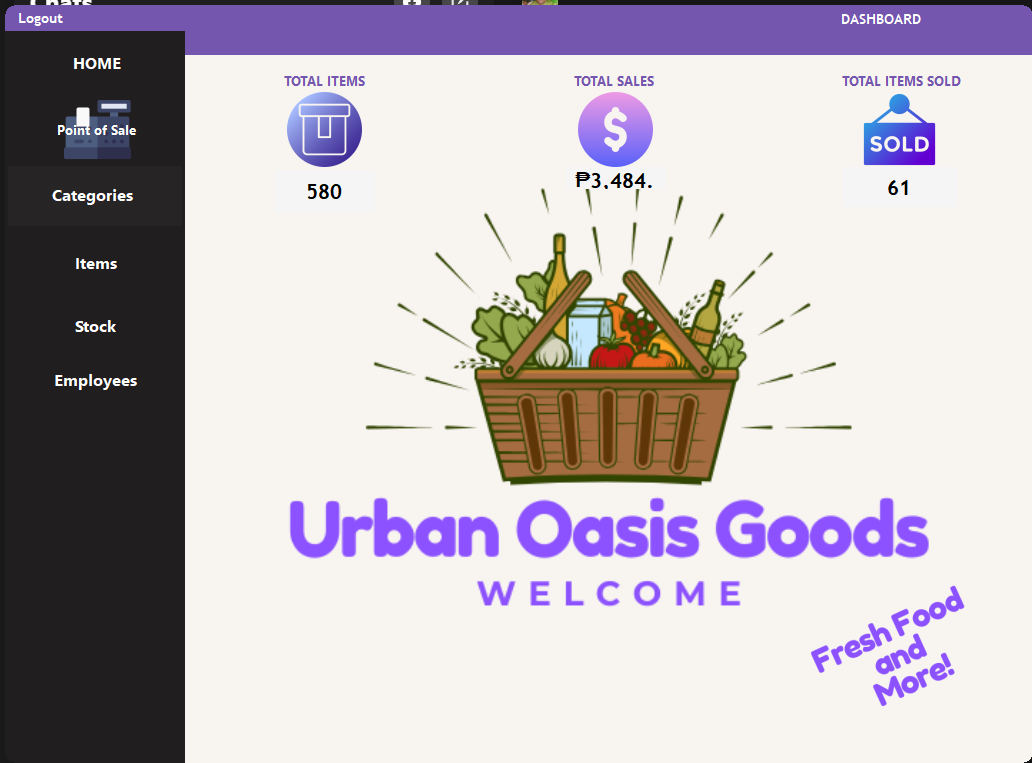 Chats
Logout
DASHBOARD
HOME
Point of Sale
Categories
Items
Stock
Employees
TOTAL ITEMS
580
TOTAL SALES
$
₱3,484.
TOTAL ITEMS SOLD
SOLD
61
Urban Oasis Goods
WELCOME
Fresh Food
and
More!